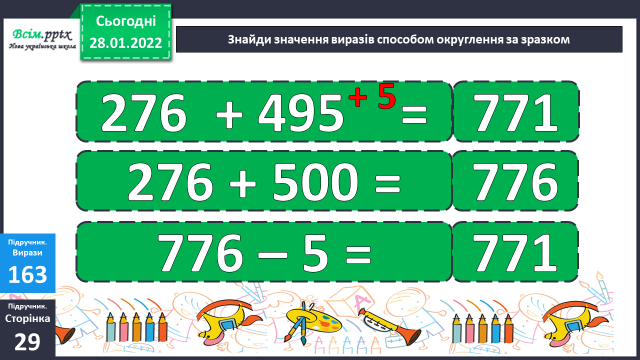 Всім.pptx
Нова українська школа
Сьогодні
28.01.2022
Знайди значення виразів способом округлення за зразком
276 + 495 + 5 = 771
276 + 500 = 776
776 – 5 = 771
Підручник.
Вирази
163
Підручник.
Сторінка
29